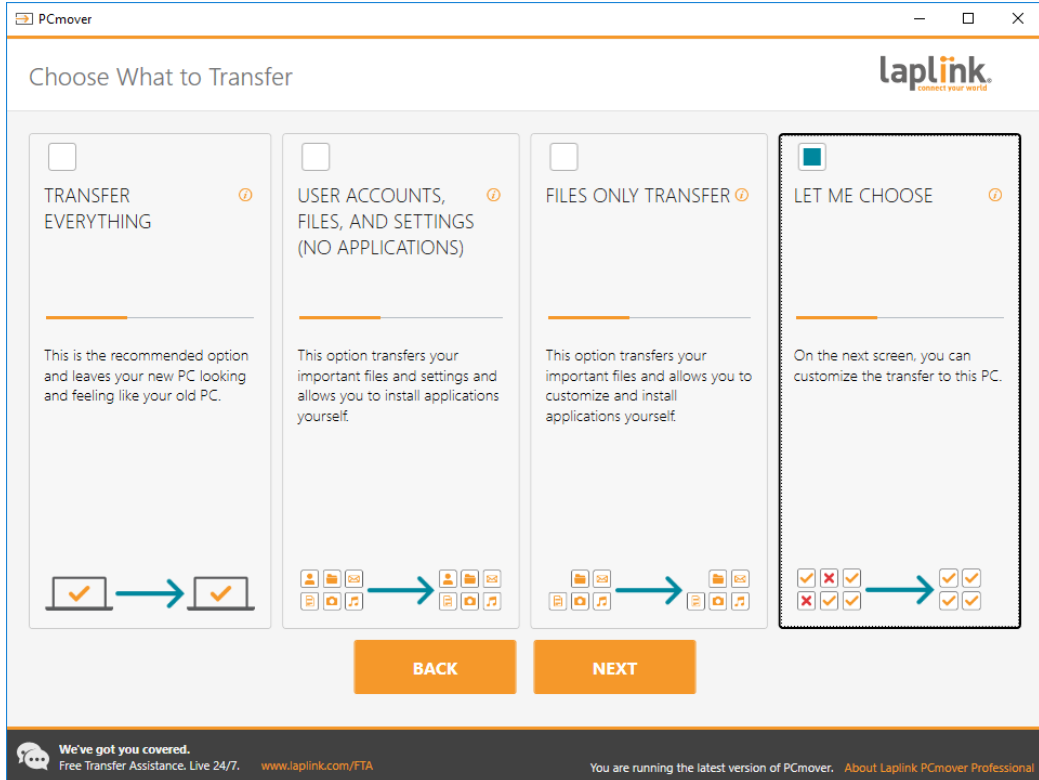 PCmover
Choose What to Transfer
laplink.
connect your world
TRANSFER
EVERYTHING
This is the recommended option
and leaves your new PC looking
and feeling like your old PC.
USER ACCOUNTS,
FILES, AND SETTINGS
(NO APPLICATIONS)
This option transfers your
important files and settings and
allows you to install applications
yourself.
FILES ONLY TRANSFER
This option transfers your
important files and allows you to
customize and install
applications yourself.
LET ME CHOOSE
On the next screen, you can
customize the transfer to this PC.
BACK
NEXT
We've got you covered.
Free Transfer Assistance. Live 24/7. www.laplink.com/FTA
You are running the latest version of PCmover. About Laplink PCmover Professional